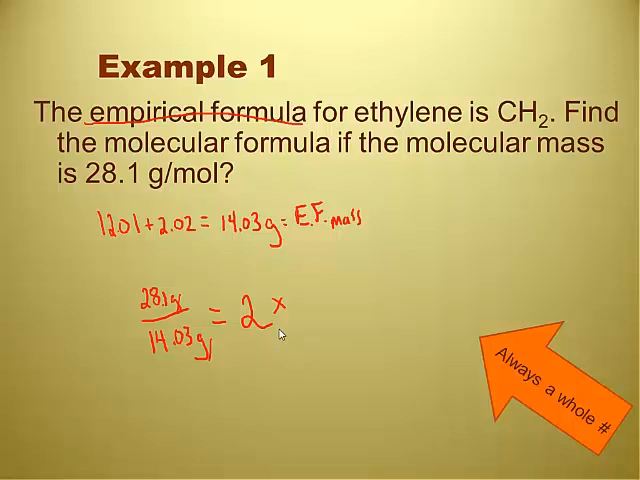 Example 1
The empirical formula for ethylene is CH₂. Find
the molecular formula if the molecular mass
is 28.1 g/mol?
12.01 + 2.02 = 14.03 g = E.F. mass
28.1g
= 2 x
14.03 g
Always a whole #